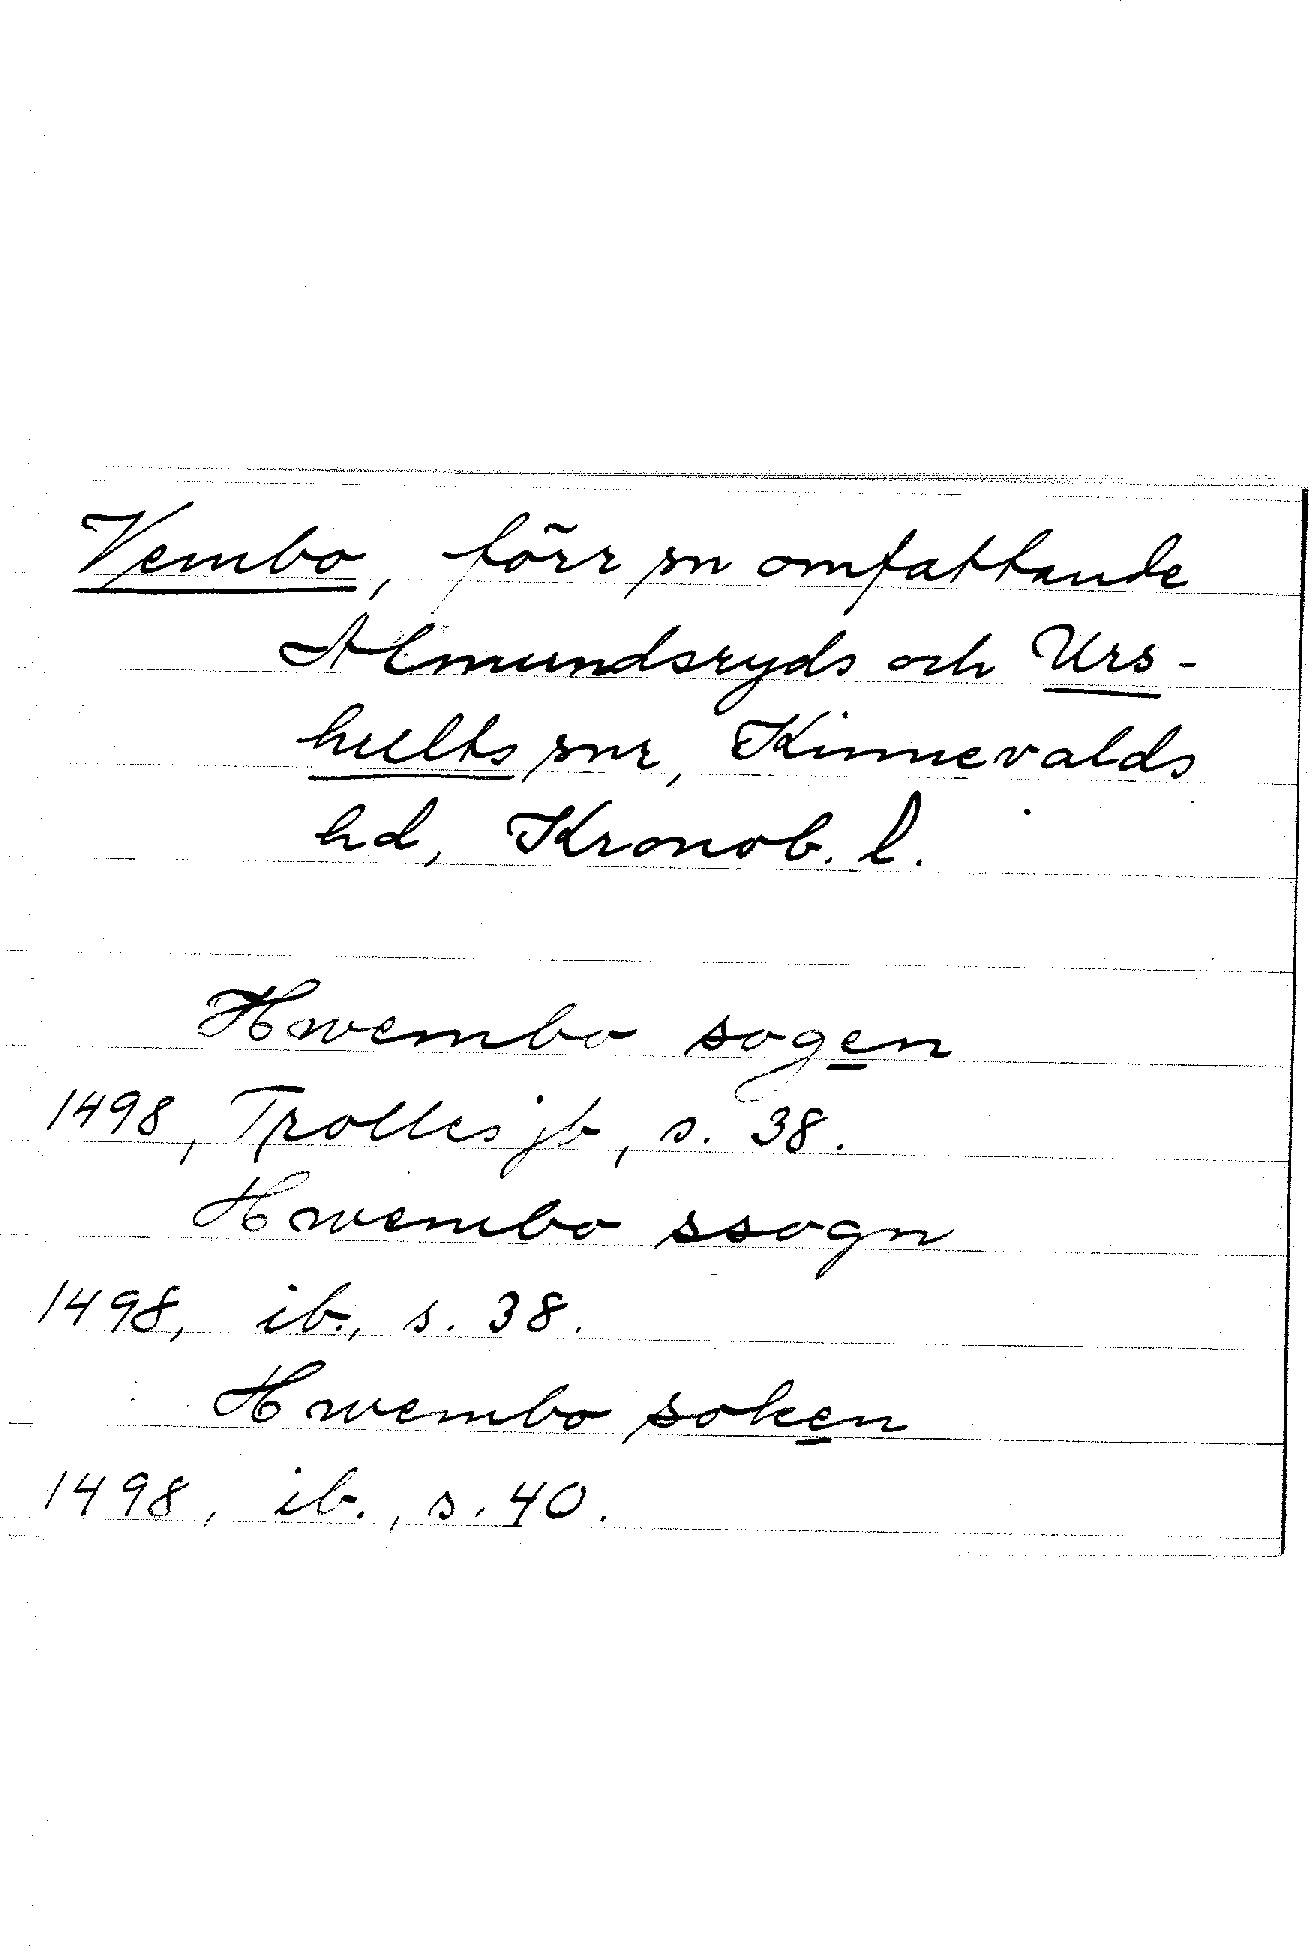 Vembo, förr sn omfattande
Almundsryds och Urs-
hults snr, Kinnevalds
hd, Kronob. l.
Hwembo sogen
1498, Trolles jb, s. 38.
Hwembo ssogn
1498, ib., s. 38.
Hwembo soken
1498, ib., s. 40.